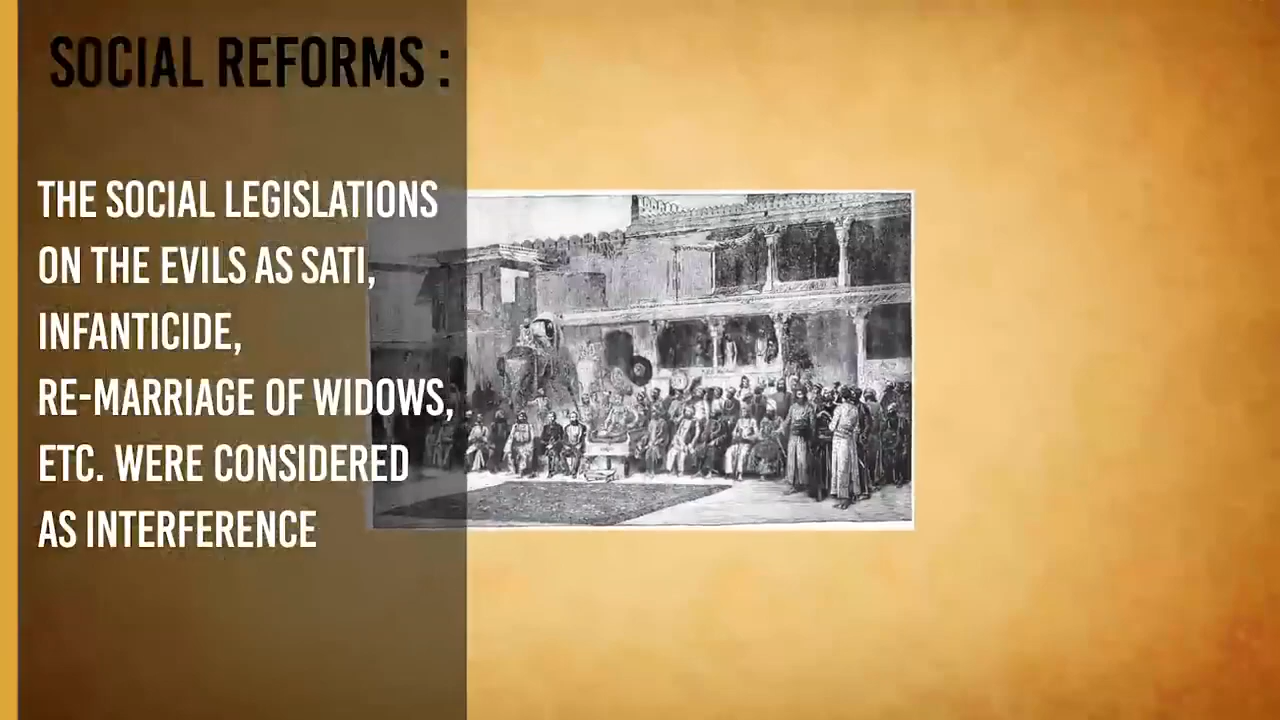 SOCIAL REFORMS :
THE SOCIAL LEGISLATIONS
ON THE EVILS AS SATI,
INFANTICIDE,
RE-MARRIAGE OF WIDOWS,
ETC. WERE CONSIDERED
AS INTERFERENCE